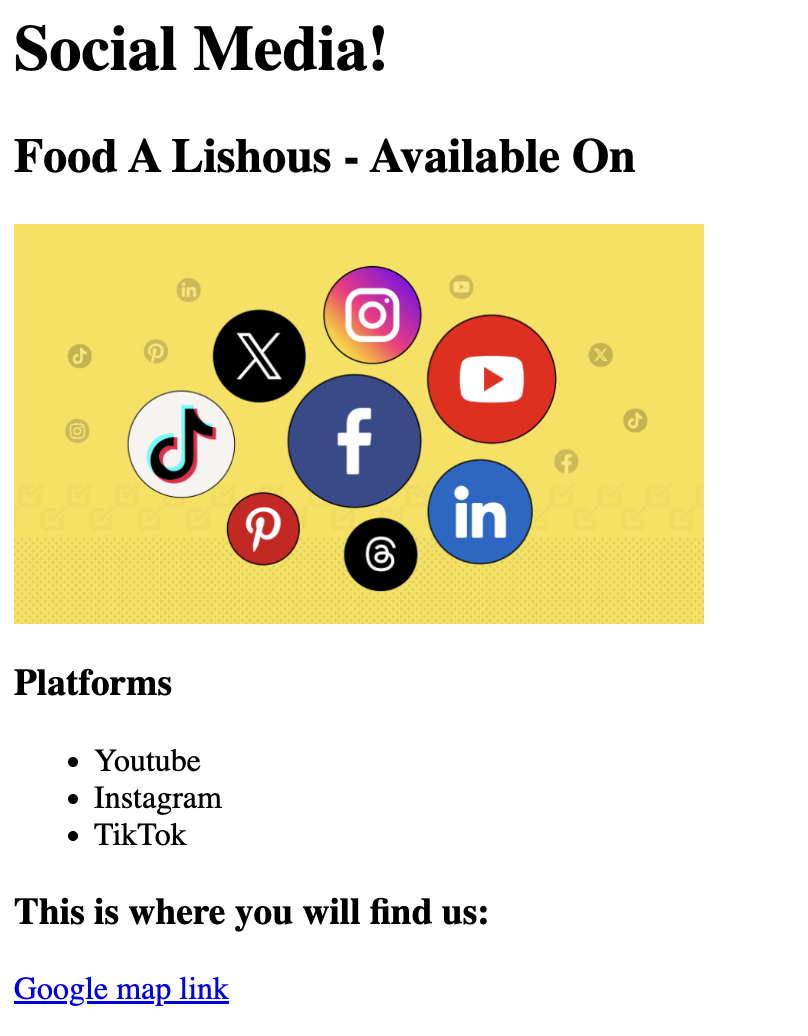 Social Media!
Food A Lishous - Available On
Platforms
Youtube
Instagram
TikTok
This is where you will find us:
Google map link